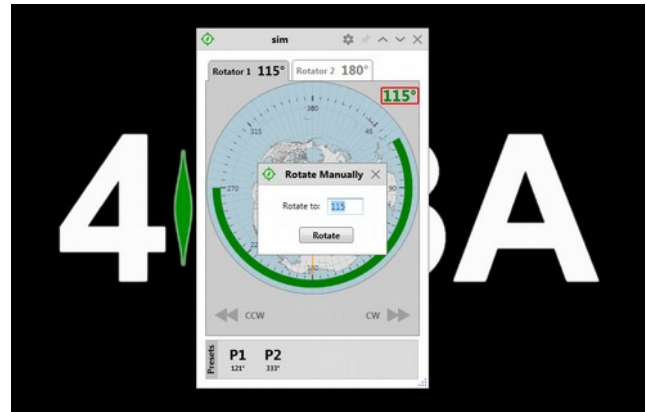 sim
Rotator 1 115° Rotator 2 180°
115°
360
315 45
4 A
Rotate Manually
270 90
Rotate to: 115
Rotate
180
CCW CW
Presets
P1 P2
121° 333°